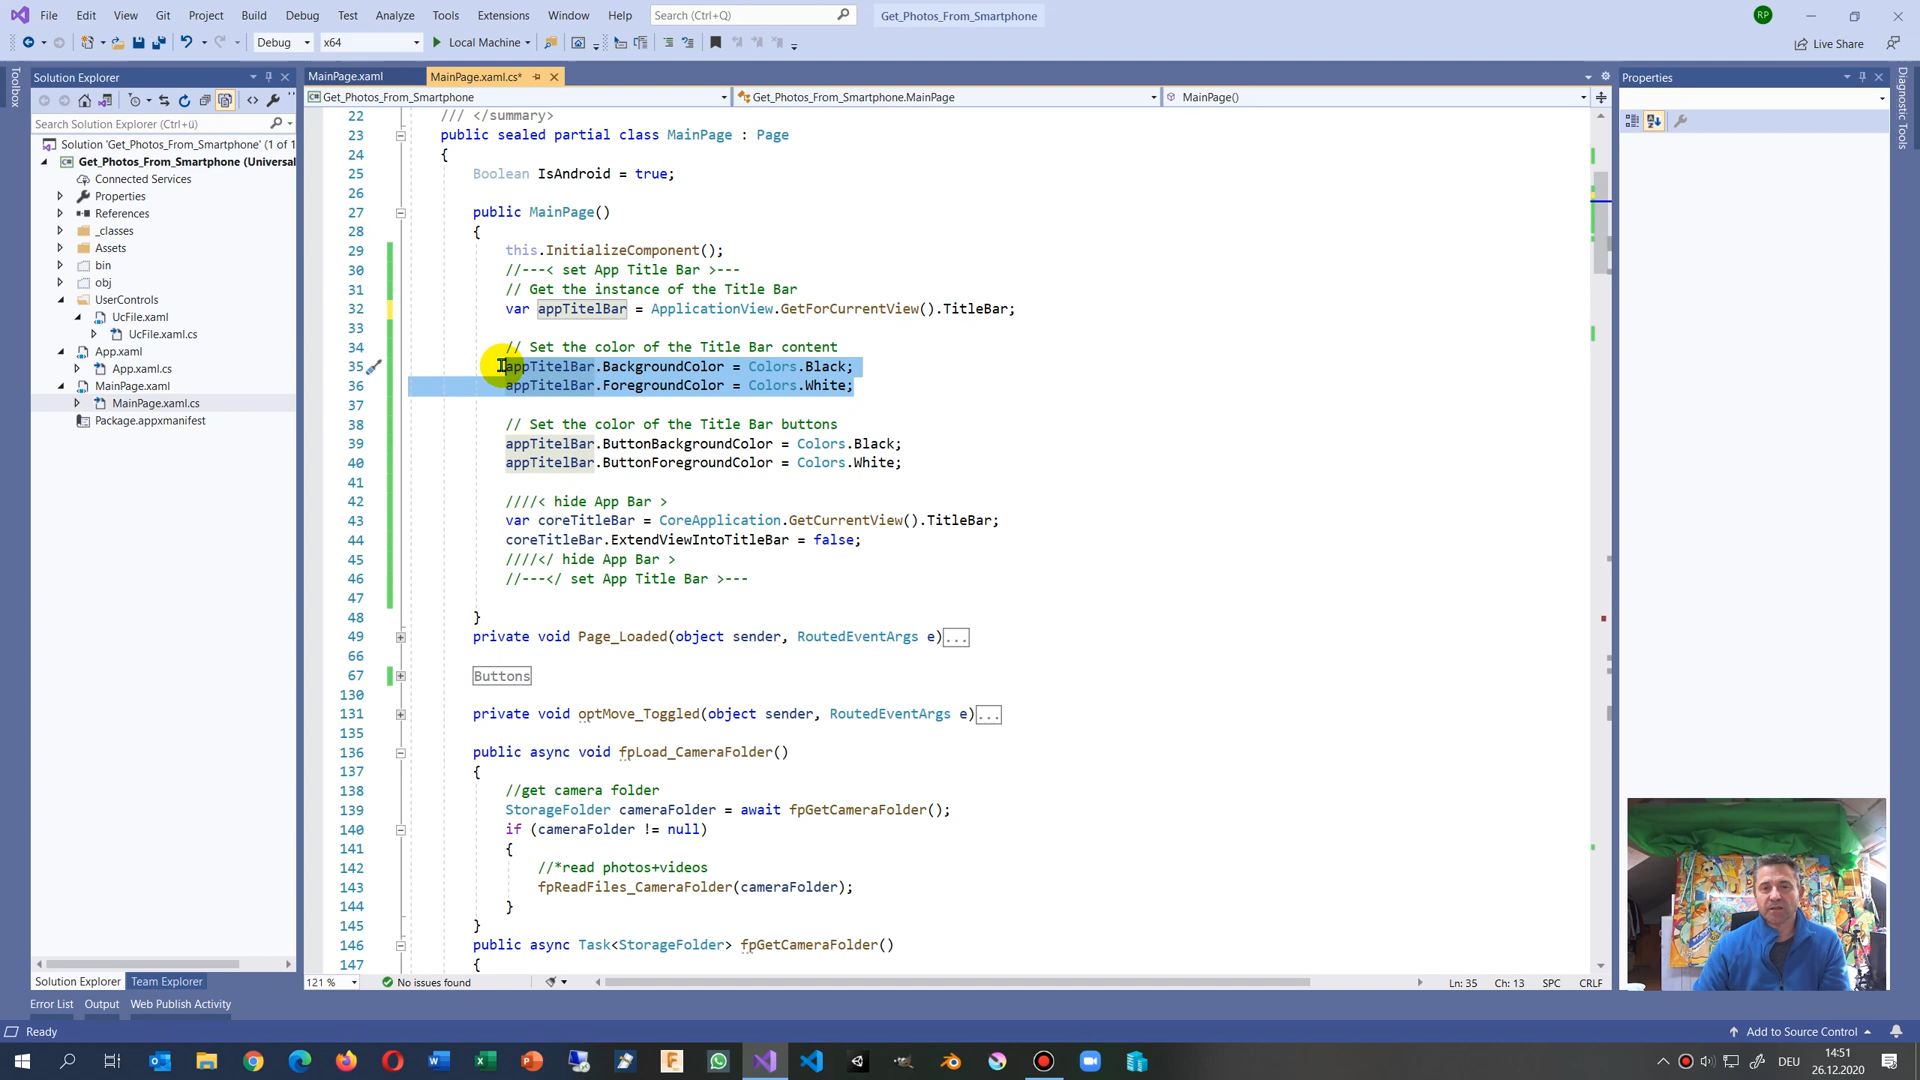 File Edit View Git Project Build Debug Test Analyze Tools Extensions Window Help Search (Ctrl+Q) Get_Photos_From_Smartphone RP
Debug x64 Local Machine Live Share
Toolbox
Solution Explorer
Search Solution Explorer (Ctrl+ü)
Solution 'Get_Photos_From_Smartphone' (1 of 1
Get_Photos_From_Smartphone (Universal
Connected Services
Properties
References
_classes
Assets
bin
obj
UserControls
UcFile.xaml
UcFile.xaml.cs
App.xaml
App.xaml.cs
MainPage.xaml
MainPage.xaml.cs
Package.appxmanifest
Solution Explorer Team Explorer
MainPage.xaml MainPage.xaml.cs*
Get_Photos_From_Smartphone Get_Photos_From_Smartphone.MainPage MainPage()
22 /// </summary>
23 public sealed partial class MainPage : Page
24 {
25 Boolean IsAndroid = true;
26
27 public MainPage()
28 {
29 this.InitializeComponent();
30 //---< set App Title Bar >---
31 // Get the instance of the Title Bar
32 var appTitelBar = ApplicationView.GetForCurrentView().TitleBar;
33
34 // Set the color of the Title Bar content
35 appTitelBar.BackgroundColor = Colors.Black;
36 appTitelBar.ForegroundColor = Colors.White;
37
38 // Set the color of the Title Bar buttons
39 appTitelBar.ButtonBackgroundColor = Colors.Black;
40 appTitelBar.ButtonForegroundColor = Colors.White;
41
42 ////< hide App Bar >
43 var coreTitleBar = CoreApplication.GetCurrentView().TitleBar;
44 coreTitleBar.ExtendViewIntoTitleBar = false;
45 ////</ hide App Bar >
46 //---</ set App Title Bar >---
47
48 }
49 private void Page_Loaded(object sender, RoutedEventArgs e)...
66
67 Buttons
130
131 private void optMove_Toggled(object sender, RoutedEventArgs e)...
135
136 public async void fpLoad_CameraFolder()
137 {
138 //get camera folder
139 StorageFolder cameraFolder = await fpGetCameraFolder();
140 if (cameraFolder != null)
141 {
142 //*read photos+videos
143 fpReadFiles_CameraFolder(cameraFolder);
144 }
145 }
146 public async Task<StorageFolder> fpGetCameraFolder()
147 {
121 % No issues found Ln: 35 Ch: 13 SPC CRLF
Properties
Diagnostic Tools
Error List Output Web Publish Activity
Ready Add to Source Control
DEU 14:51
26.12.2020